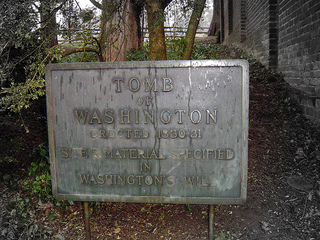 TOMB
OF
WASHINGTON
ERECTED 1830-31
SITE & MATERIAL SPECIFIED
IN
WASHINGTON'S WILL